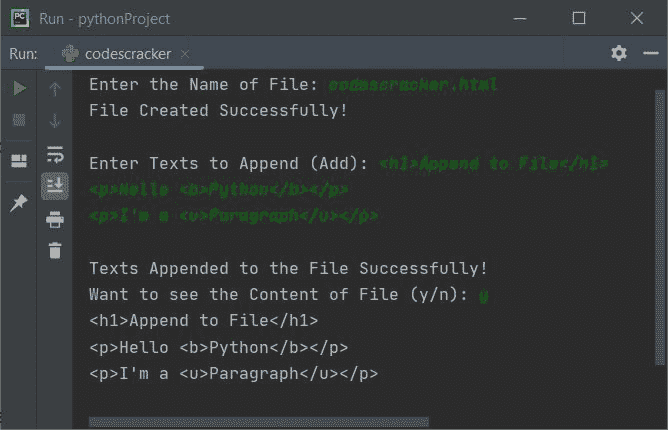 PC
Run - pythonProject
Run: codescracker
Enter the Name of File: codescracker.html
File Created Successfully!
Enter Texts to Append (Add): <h1>Append to File</h1>
<p>Hello <b>Python</b></p>
<p>I'm a <u>Paragraph</u></p>
Texts Appended to the File Successfully!
Want to see the Content of File (y/n): y
<h1>Append to File</h1>
<p>Hello <b>Python</b></p>
<p>I'm a <u>Paragraph</u></p>